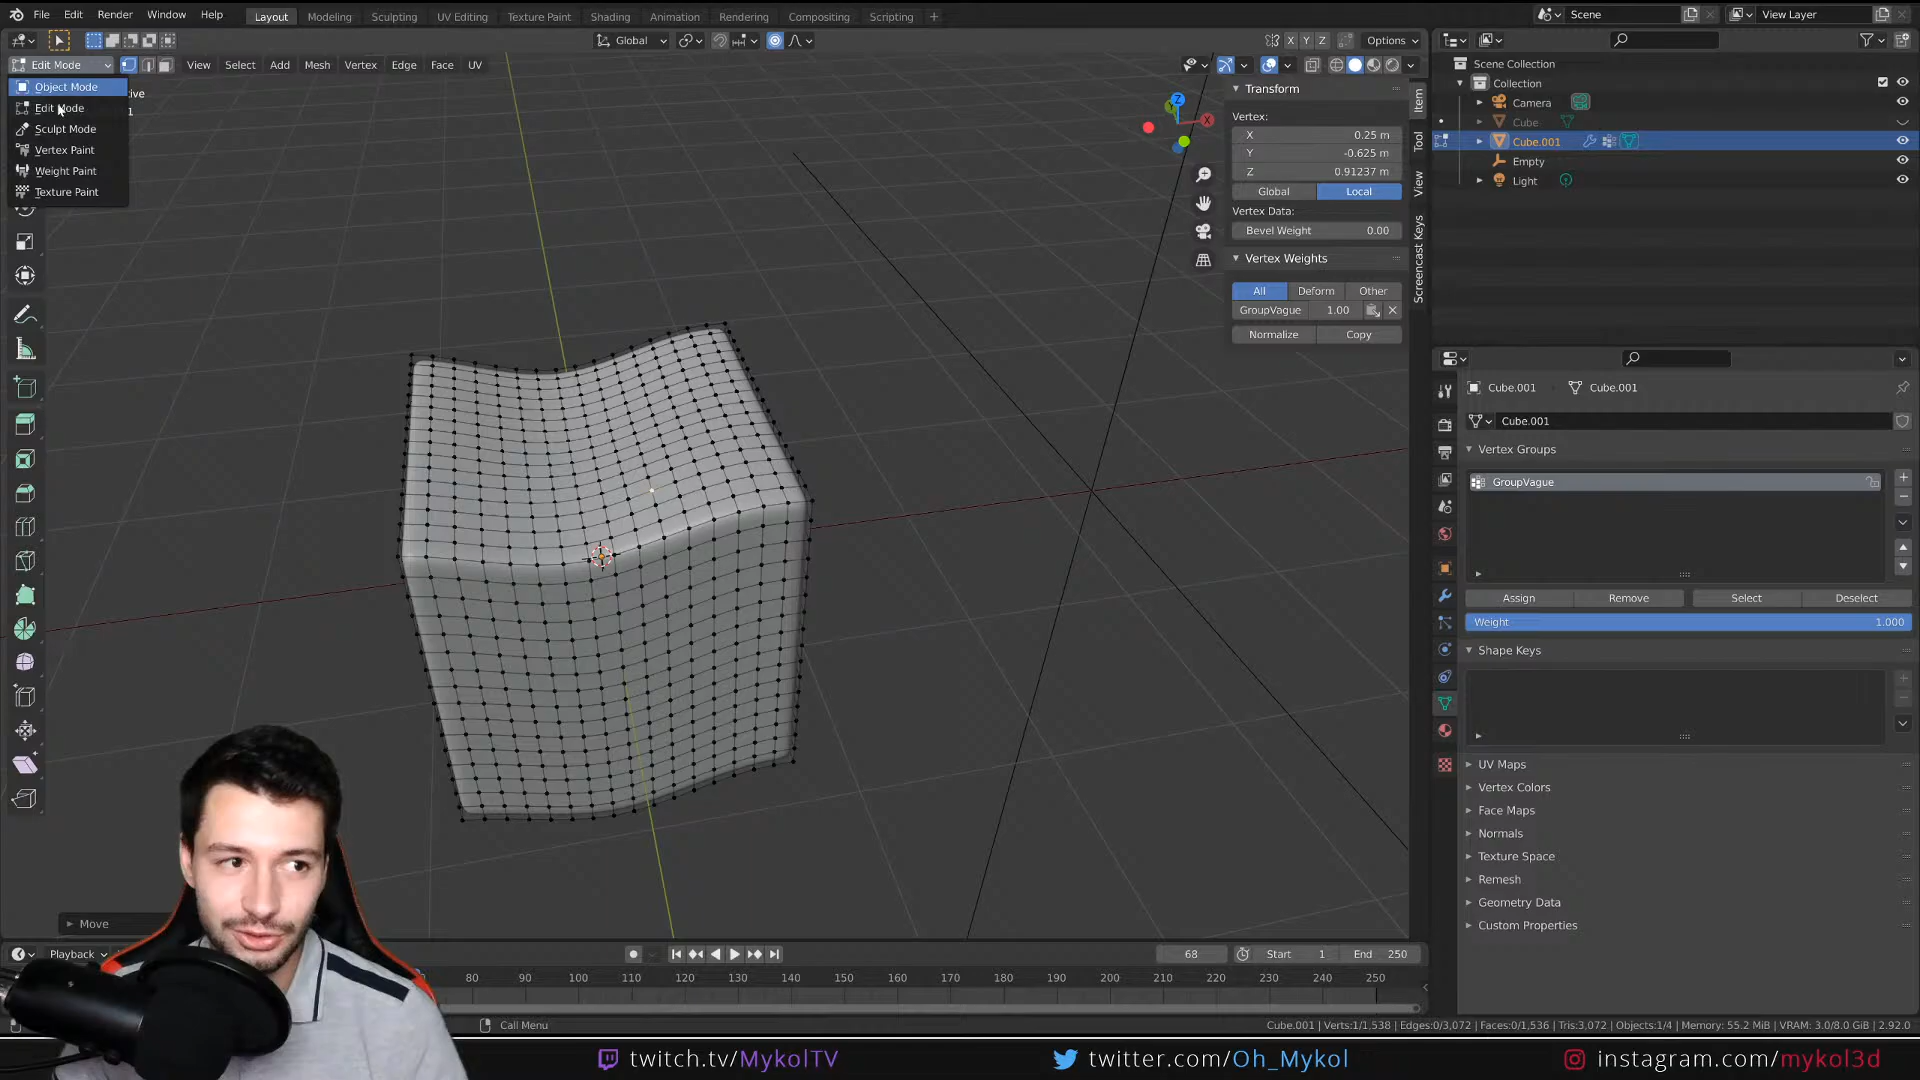 File Edit Render Window Help
Layout Modeling Sculpting UV Editing Texture Paint Shading Animation Rendering Compositing Scripting +
Scene View Layer
Global X Y Z Options
Edit Mode View Select Add Mesh Vertex Edge Face UV
Object Mode
Edit Mode
Sculpt Mode
Vertex Paint
Weight Paint
Texture Paint
Z
X
Transform
Vertex:
X 0.25 m
Y -0.625 m
Z 0.91237 m
Global Local
Vertex Data:
Bevel Weight 0.00
Vertex Weights
All Deform Other
GroupVague 1.00
Normalize Copy
Item
Tool
View
Screencast Keys
Scene Collection
Collection
Camera
Cube
Cube.001
Empty
Light
Cube.001 Cube.001
Cube.001
Vertex Groups
GroupVague
Assign Remove Select Deselect
Weight 1.000
Shape Keys
UV Maps
Vertex Colors
Face Maps
Normals
Texture Space
Remesh
Geometry Data
Custom Properties
Move
Playback 68 Start 1 End 250
80 90 100 110 120 130 140 150 160 170 180 190 200 210 220 230 240 250
Call Menu
Cube.001 | Verts:1/1,538 | Edges:0/3,072 | Faces:0/1,536 | Tris:3,072 | Objects:1/4 | Memory: 55.2 MiB | VRAM: 3.0/8.0 GiB | 2.92.0
twitch.tv/MykolTV twitter.com/Oh_Mykol instagram.com/mykol3d